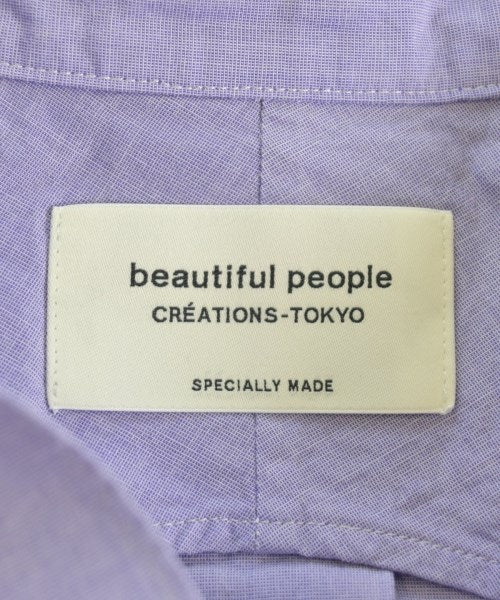 beautiful people
CRÉATIONS-TOKYO
SPECIALLY MADE